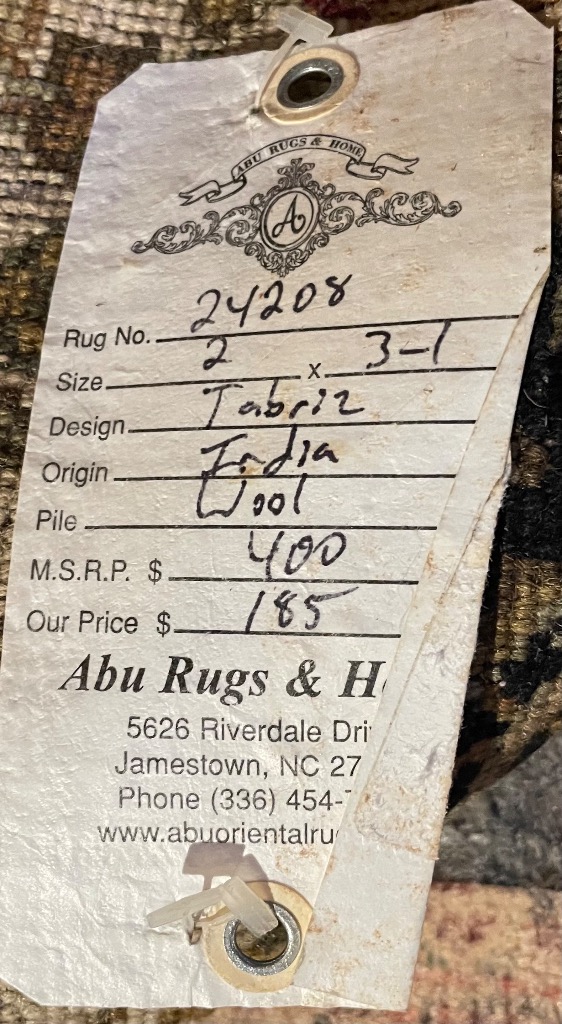 ABU RUGS & HOME
A
Rug No. 24208
Size 2 x 3-1
Design Tabriz
Origin India
Pile Wool
M.S.R.P. $ 400
Our Price $ 185
Abu Rugs & H
5626 Riverdale Dri
Jamestown, NC 27
Phone (336) 454-
www.abuorientalru